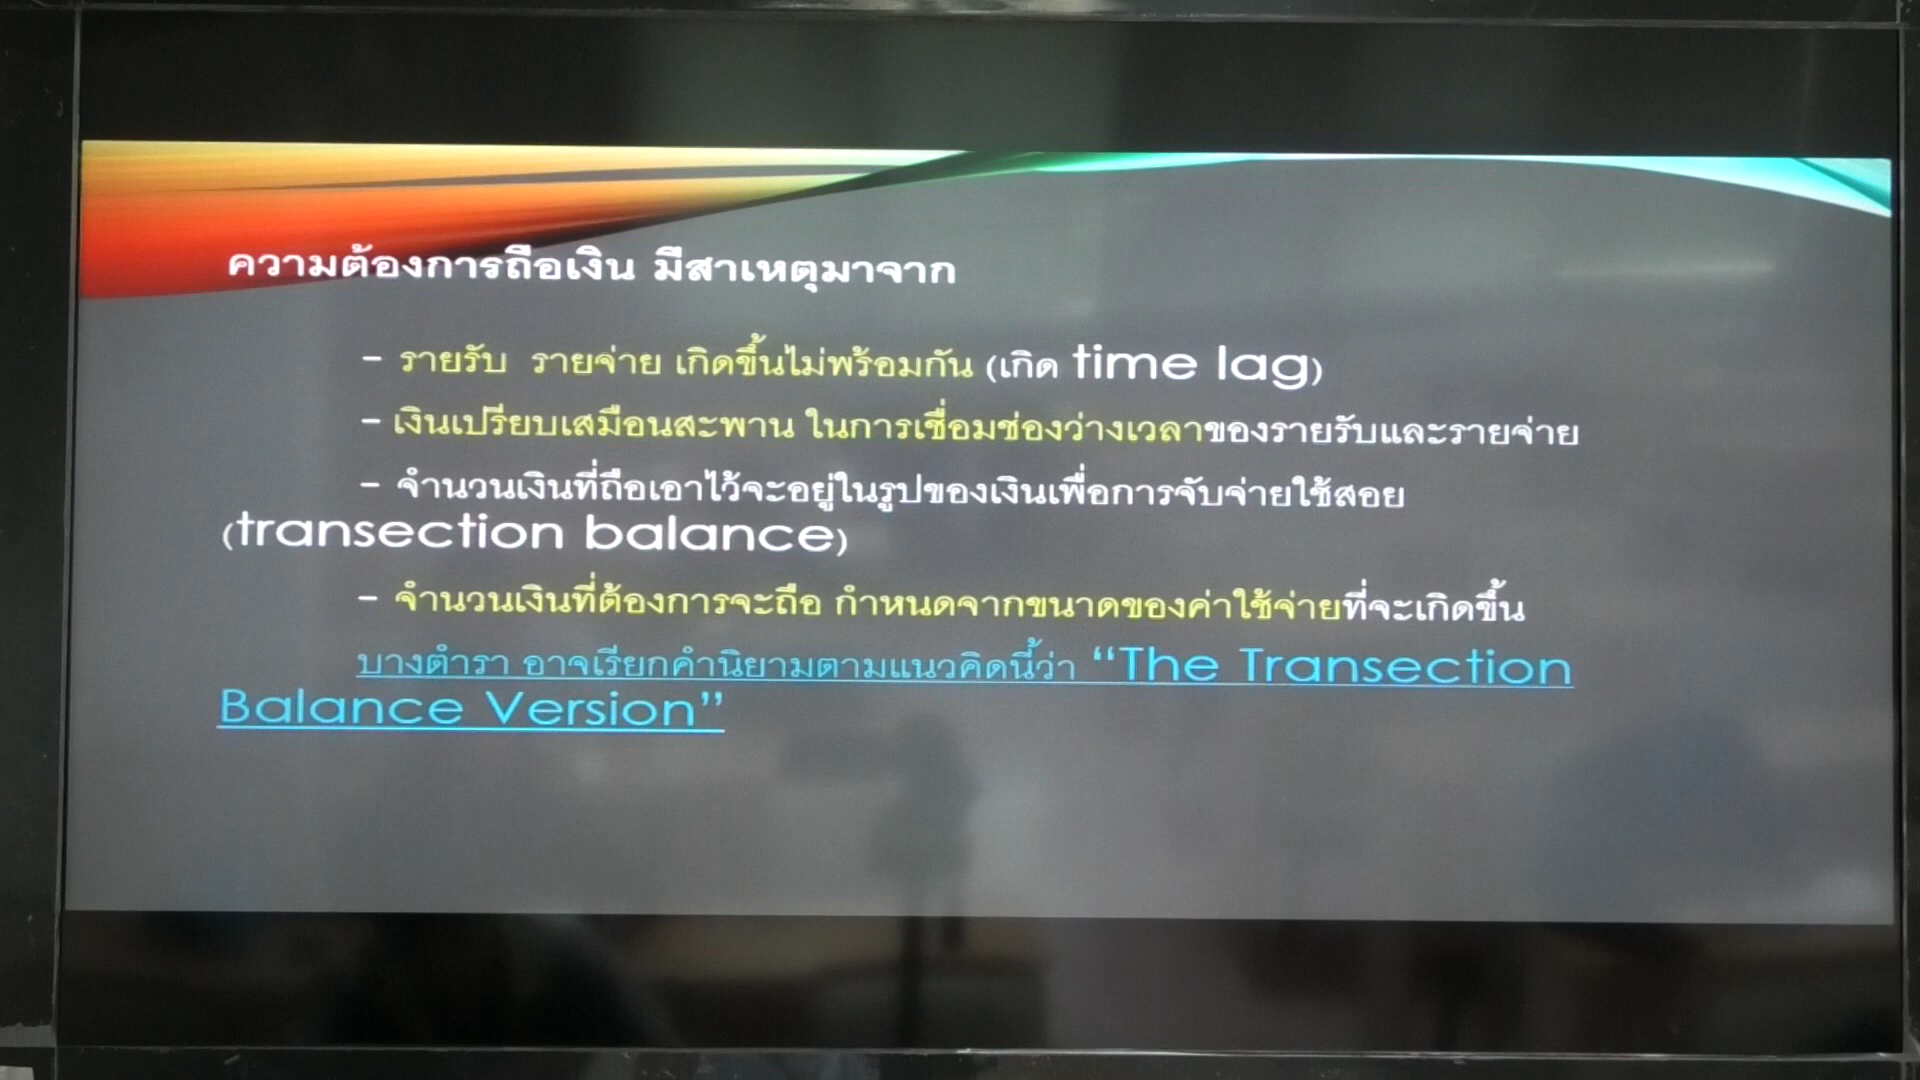 ความต้องการถือเงิน มีสาเหตุมาจาก
- รายรับ รายจ่าย เกิดขึ้นไม่พร้อมกัน (เกิด time lag)
- เงินเปรียบเสมือนสะพาน ในการเชื่อมช่องว่างเวลาของรายรับและรายจ่าย
- จำนวนเงินที่ถือเอาไว้จะอยู่ในรูปของเงินเพื่อการจับจ่ายใช้สอย
(transection balance)
- จำนวนเงินที่ต้องการจะถือ กำหนดจากขนาดของค่าใช้จ่ายที่จะเกิดขึ้น
บางตำรา อาจเรียกคำนิยามตามแนวคิดนี้ว่า “The Transection
Balance Version”